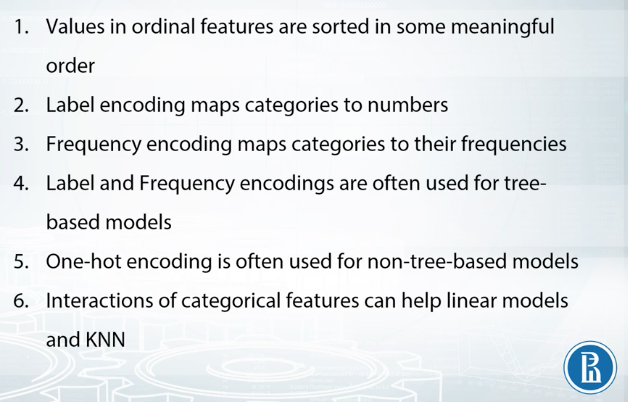 1. Values in ordinal features are sorted in some meaningful
order
2. Label encoding maps categories to numbers
3. Frequency encoding maps categories to their frequencies
4. Label and Frequency encodings are often used for tree-
based models
5. One-hot encoding is often used for non-tree-based models
6. Interactions of categorical features can help linear models
and KNN